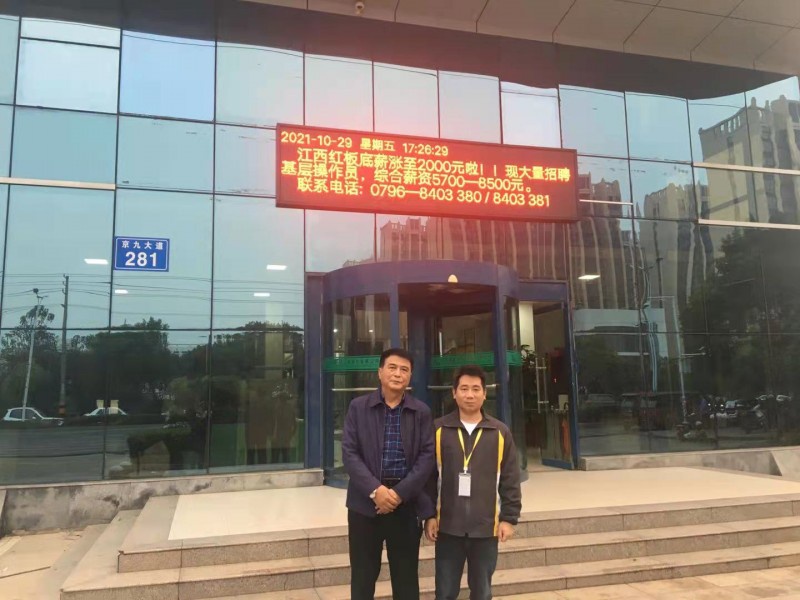 2021-10-29 星期五 17:26:29
江西红板底薪涨至2000元啦!! 现大量招聘
基层操作员,综合薪资5700—8500元。
联系电话:0796—8403 380 / 8403 381
京九大道
281